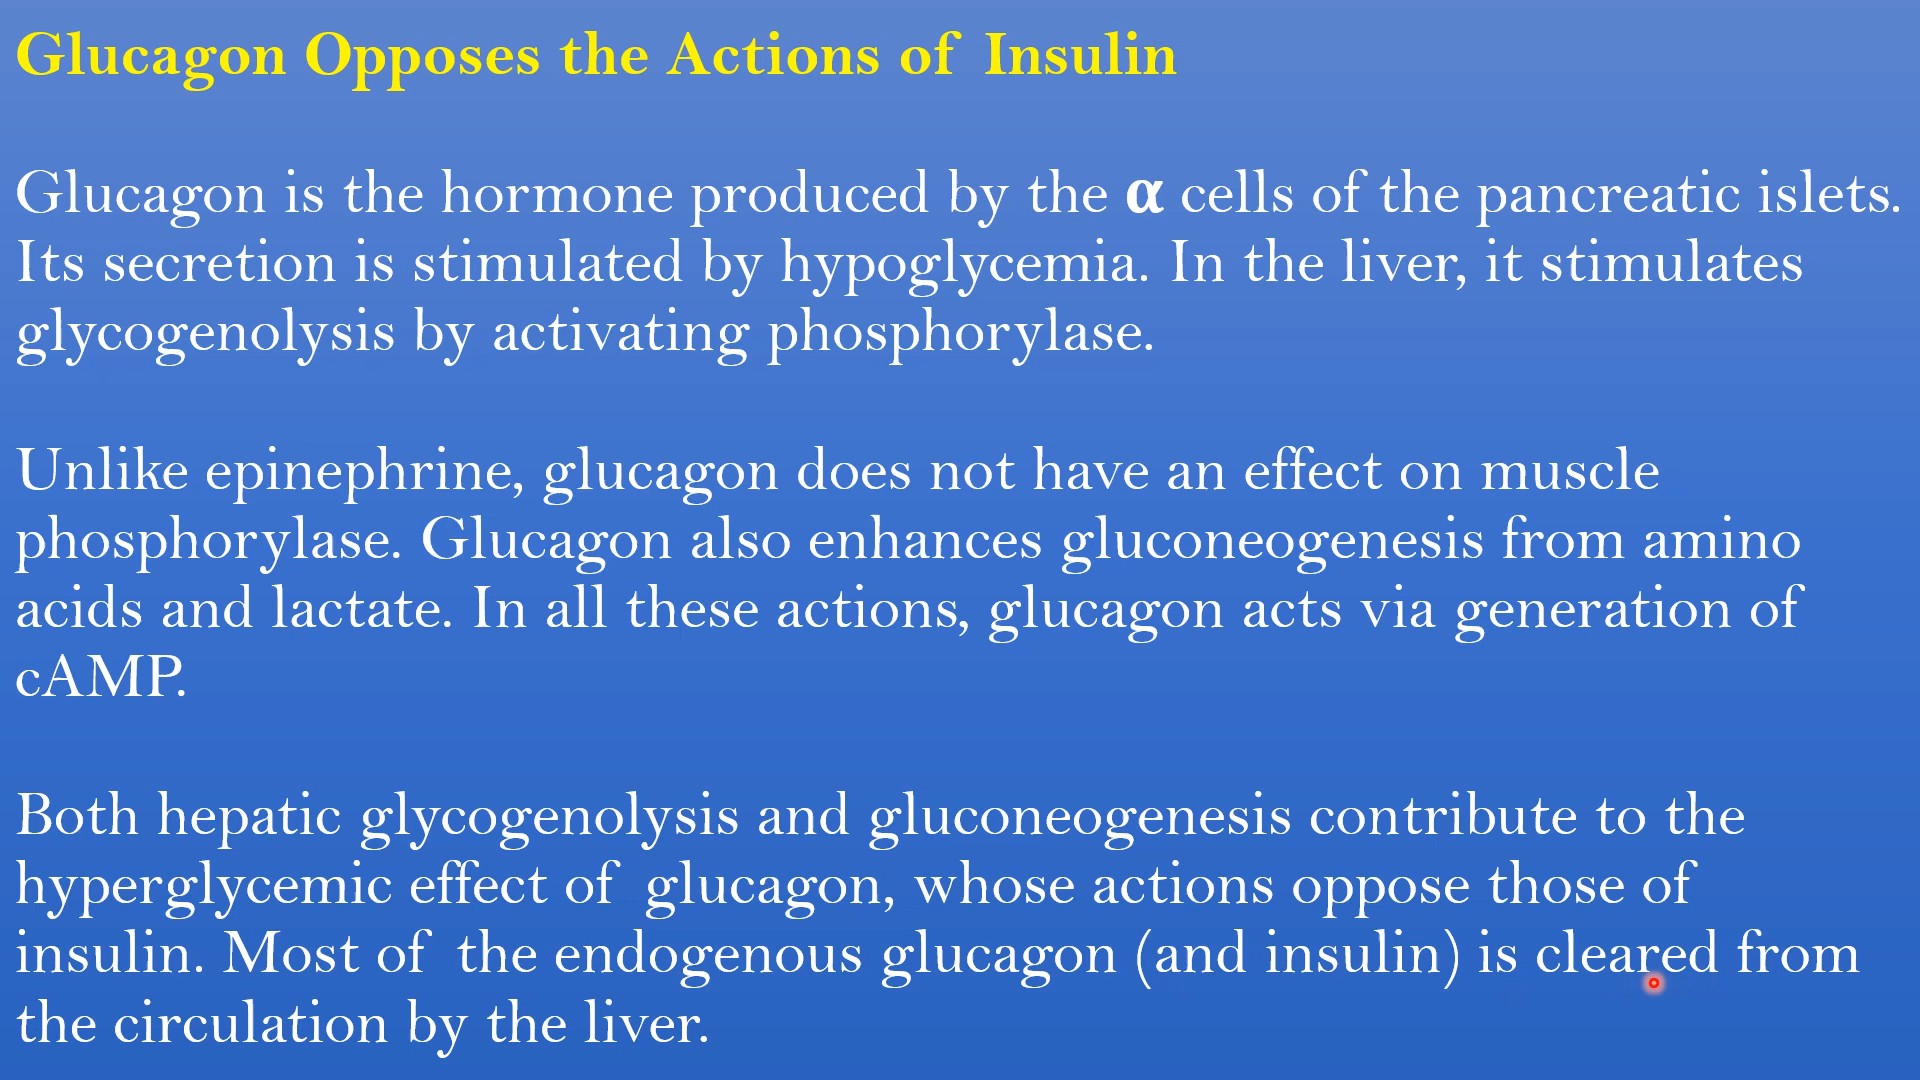 Glucagon Opposes the Actions of Insulin
Glucagon is the hormone produced by the α cells of the pancreatic islets.
Its secretion is stimulated by hypoglycemia. In the liver, it stimulates
glycogenolysis by activating phosphorylase.
Unlike epinephrine, glucagon does not have an effect on muscle
phosphorylase. Glucagon also enhances gluconeogenesis from amino
acids and lactate. In all these actions, glucagon acts via generation of
cAMP.
Both hepatic glycogenolysis and gluconeogenesis contribute to the
hyperglycemic effect of glucagon, whose actions oppose those of
insulin. Most of the endogenous glucagon (and insulin) is cleared from
the circulation by the liver.